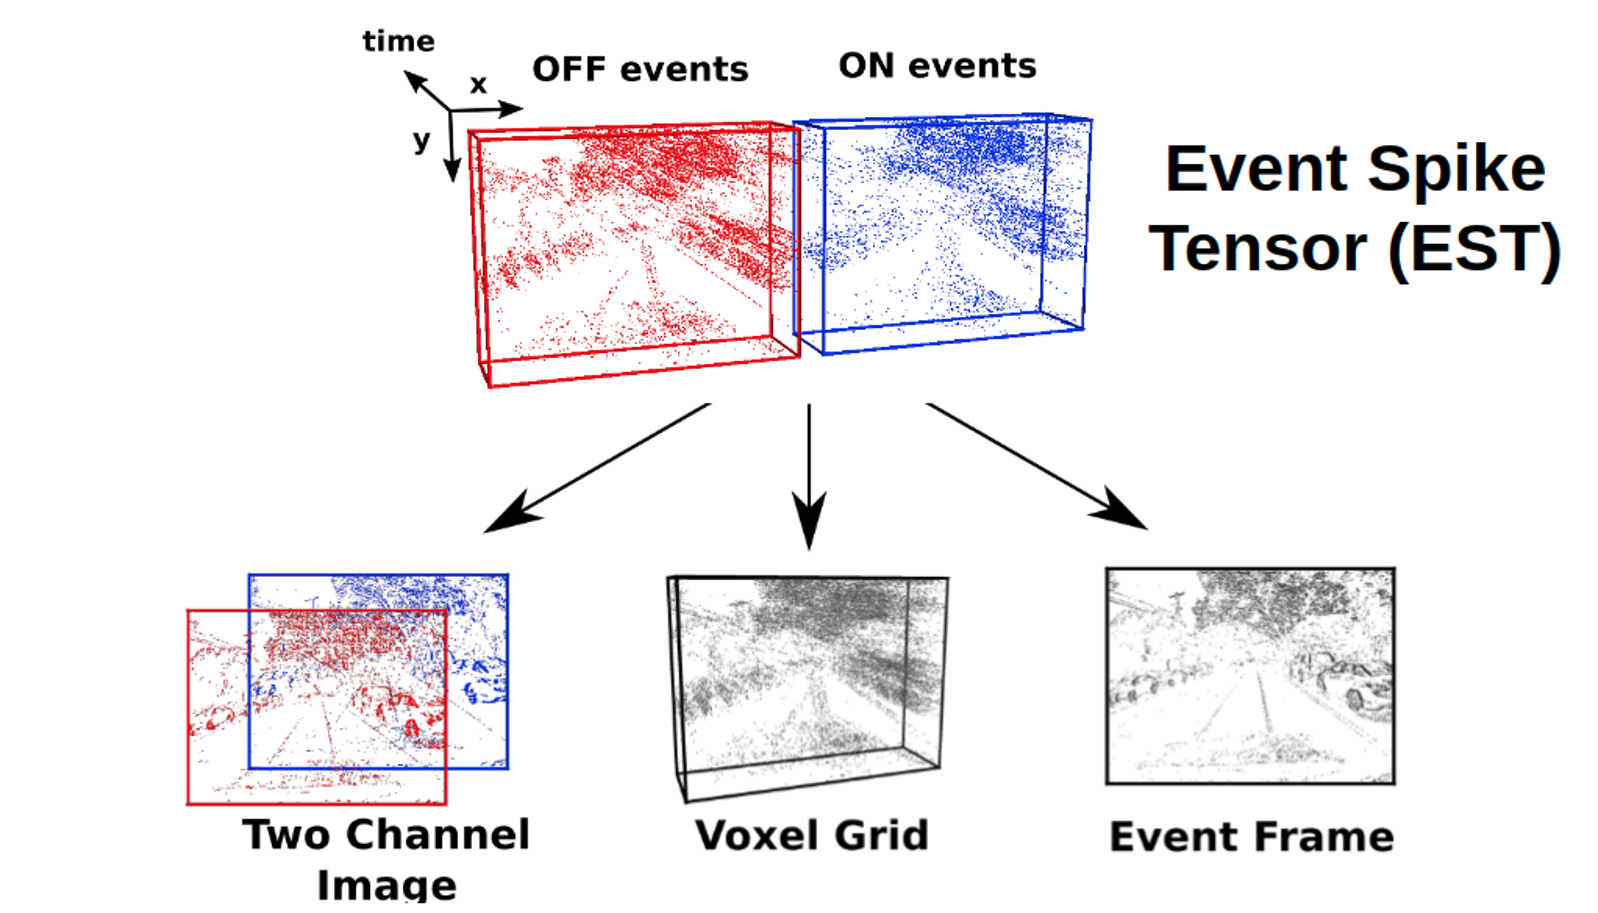 time
x
y
OFF events
ON events
Event Spike
Tensor (EST)
Two Channel
Image
Voxel Grid
Event Frame